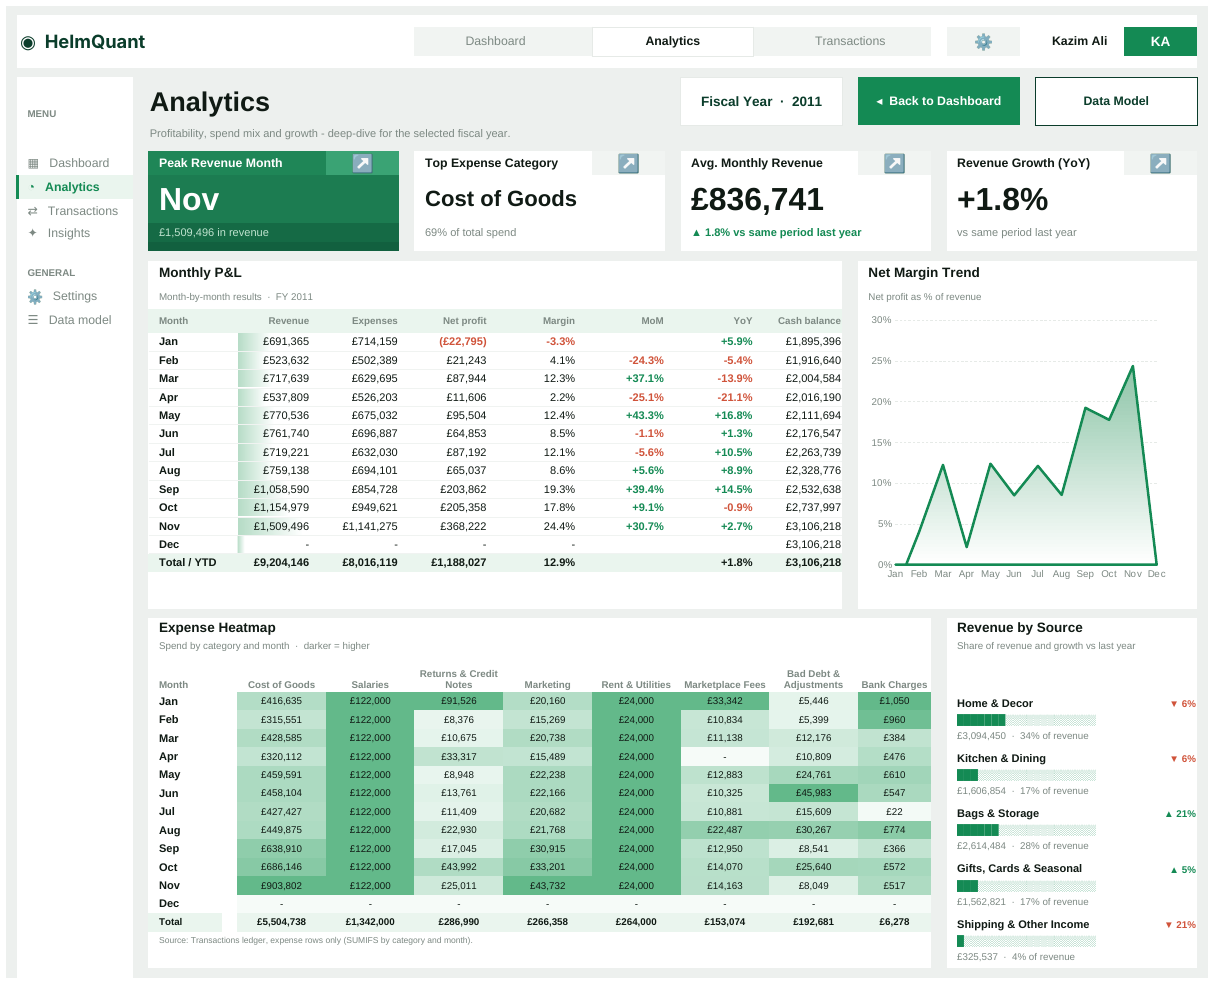 HelmQuant
Dashboard
Analytics
Transactions
Kazim Ali
KA
MENU
Dashboard
Analytics
Transactions
Insights
GENERAL
Settings
Data model
Analytics
Profitability, spend mix and growth - deep-dive for the selected fiscal year.
Fiscal Year · 2011
◂ Back to Dashboard
Data Model
Peak Revenue Month
Nov
£1,509,496 in revenue
Top Expense Category
Cost of Goods
69% of total spend
Avg. Monthly Revenue
£836,741
▲ 1.8% vs same period last year
Revenue Growth (YoY)
+1.8%
vs same period last year
Monthly P&L
Month-by-month results · FY 2011
Month Revenue Expenses Net profit Margin MoM YoY Cash balance
Jan £691,365 £714,159 (£22,795) -3.3% +5.9% £1,895,396
Feb £523,632 £502,389 £21,243 4.1% -24.3% -5.4% £1,916,640
Mar £717,639 £629,695 £87,944 12.3% +37.1% -13.9% £2,004,584
Apr £537,809 £526,203 £11,606 2.2% -25.1% -21.1% £2,016,190
May £770,536 £675,032 £95,504 12.4% +43.3% +16.8% £2,111,694
Jun £761,740 £696,887 £64,853 8.5% -1.1% +1.3% £2,176,547
Jul £719,221 £632,030 £87,192 12.1% -5.6% +10.5% £2,263,739
Aug £759,138 £694,101 £65,037 8.6% +5.6% +8.9% £2,328,776
Sep £1,058,590 £854,728 £203,862 19.3% +39.4% +14.5% £2,532,638
Oct £1,154,979 £949,621 £205,358 17.8% +9.1% -0.9% £2,737,997
Nov £1,509,496 £1,141,275 £368,222 24.4% +30.7% +2.7% £3,106,218
Dec - - - - £3,106,218
Total / YTD £9,204,146 £8,016,119 £1,188,027 12.9% +1.8% £3,106,218
Net Margin Trend
Net profit as % of revenue
30%
25%
20%
15%
10%
5%
0%
Jan Feb Mar Apr May Jun Jul Aug Sep Oct Nov Dec
Expense Heatmap
Spend by category and month · darker = higher
Month Cost of Goods Salaries Returns & Credit Notes Marketing Rent & Utilities Marketplace Fees Bad Debt & Adjustments Bank Charges
Jan £416,635 £122,000 £91,526 £20,160 £24,000 £33,342 £5,446 £1,050
Feb £315,551 £122,000 £8,376 £15,269 £24,000 £10,834 £5,399 £960
Mar £428,585 £122,000 £10,675 £20,738 £24,000 £11,138 £12,176 £384
Apr £320,112 £122,000 £33,317 £15,489 £24,000 - £10,809 £476
May £459,591 £122,000 £8,948 £22,238 £24,000 £12,883 £24,761 £610
Jun £458,104 £122,000 £13,761 £22,166 £24,000 £10,325 £45,983 £547
Jul £427,427 £122,000 £11,409 £20,682 £24,000 £10,881 £15,609 £22
Aug £449,875 £122,000 £22,930 £21,768 £24,000 £22,487 £30,267 £774
Sep £638,910 £122,000 £17,045 £30,915 £24,000 £12,950 £8,541 £366
Oct £686,146 £122,000 £43,992 £33,201 £24,000 £14,070 £25,640 £572
Nov £903,802 £122,000 £25,011 £43,732 £24,000 £14,163 £8,049 £517
Dec - - - - - - - -
Total £5,504,738 £1,342,000 £286,990 £266,358 £264,000 £153,074 £192,681 £6,278
Source: Transactions ledger, expense rows only (SUMIFS by category and month).
Revenue by Source
Share of revenue and growth vs last year
Home & Decor ▼ 6%
£3,094,450 · 34% of revenue
Kitchen & Dining ▼ 6%
£1,606,854 · 17% of revenue
Bags & Storage ▲ 21%
£2,614,484 · 28% of revenue
Gifts, Cards & Seasonal ▲ 5%
£1,562,821 · 17% of revenue
Shipping & Other Income ▼ 21%
£325,537 · 4% of revenue